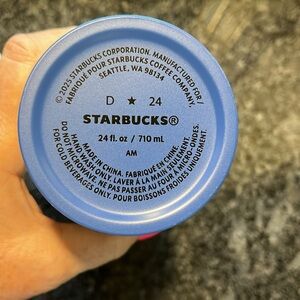 © 2025 STARBUCKS CORPORATION. MANUFACTURED FOR /
FABRIQUÉ POUR STARBUCKS COFFEE COMPANY,
SEATTLE, WA 98134
D ★ 24
STARBUCKS®
24 fl. oz / 710 mL
AM
MADE IN CHINA. FABRIQUÉ EN CHINE.
HAND WASH ONLY. LAVER À LA MAIN SEULEMENT.
DO NOT MICROWAVE. NE PAS PASSER AU FOUR À MICRO-ONDES.
FOR COLD BEVERAGES ONLY. POUR BOISSONS FROIDES UNIQUEMENT.